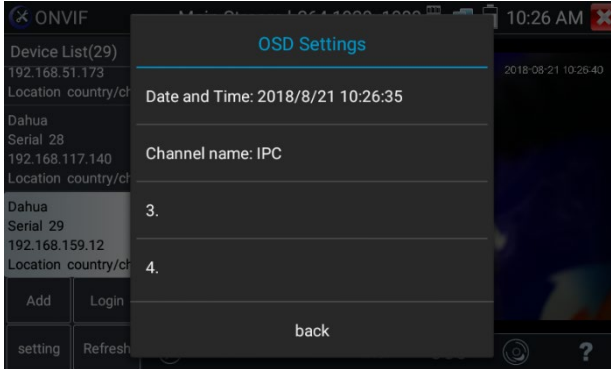 ONVIF
10:26 AM
Device List(29)
192.168.51.173
Location country/ch
Dahua
Serial 28
192.168.117.140
Location country/ch
Dahua
Serial 29
192.168.159.12
Location country/ch
Add
Login
setting
Refresh
OSD Settings
Date and Time: 2018/8/21 10:26:35
Channel name: IPC
3.
4.
back
2018-08-21 10:26:40
?